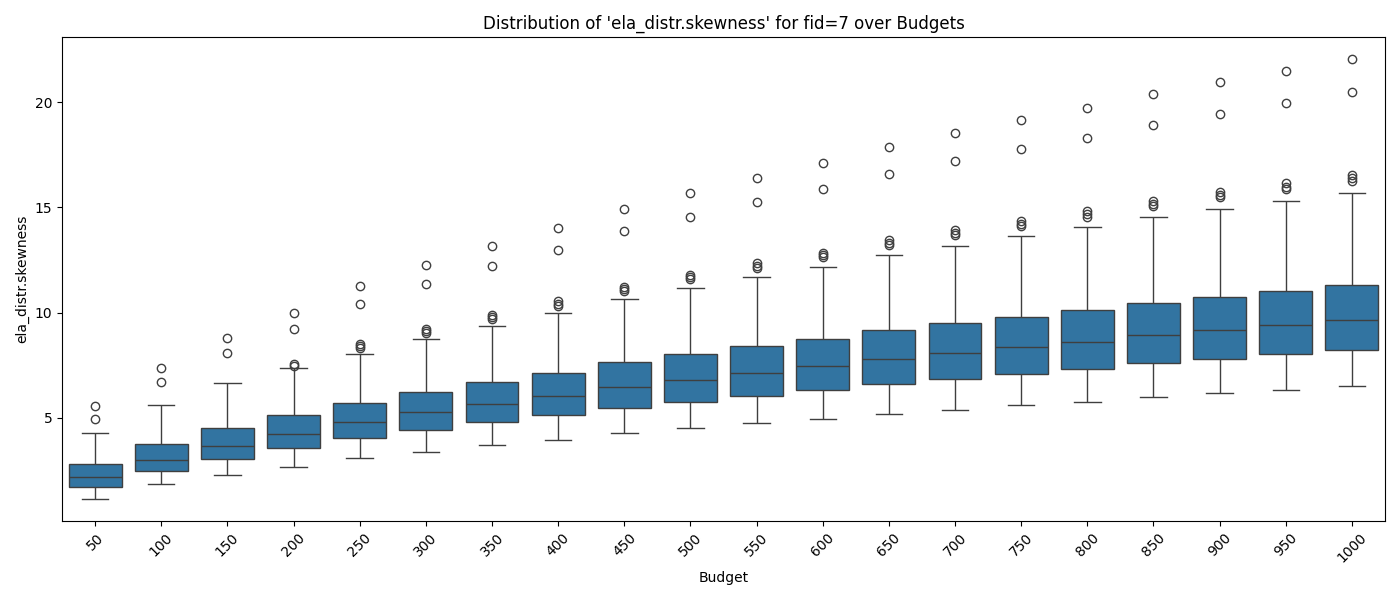 Distribution of 'ela_distr.skewness' for fid=7 over Budgets
ela_distr.skewness
20
15
10
5
50 100 150 200 250 300 350 400 450 500 550 600 650 700 750 800 850 900 950 1000
Budget